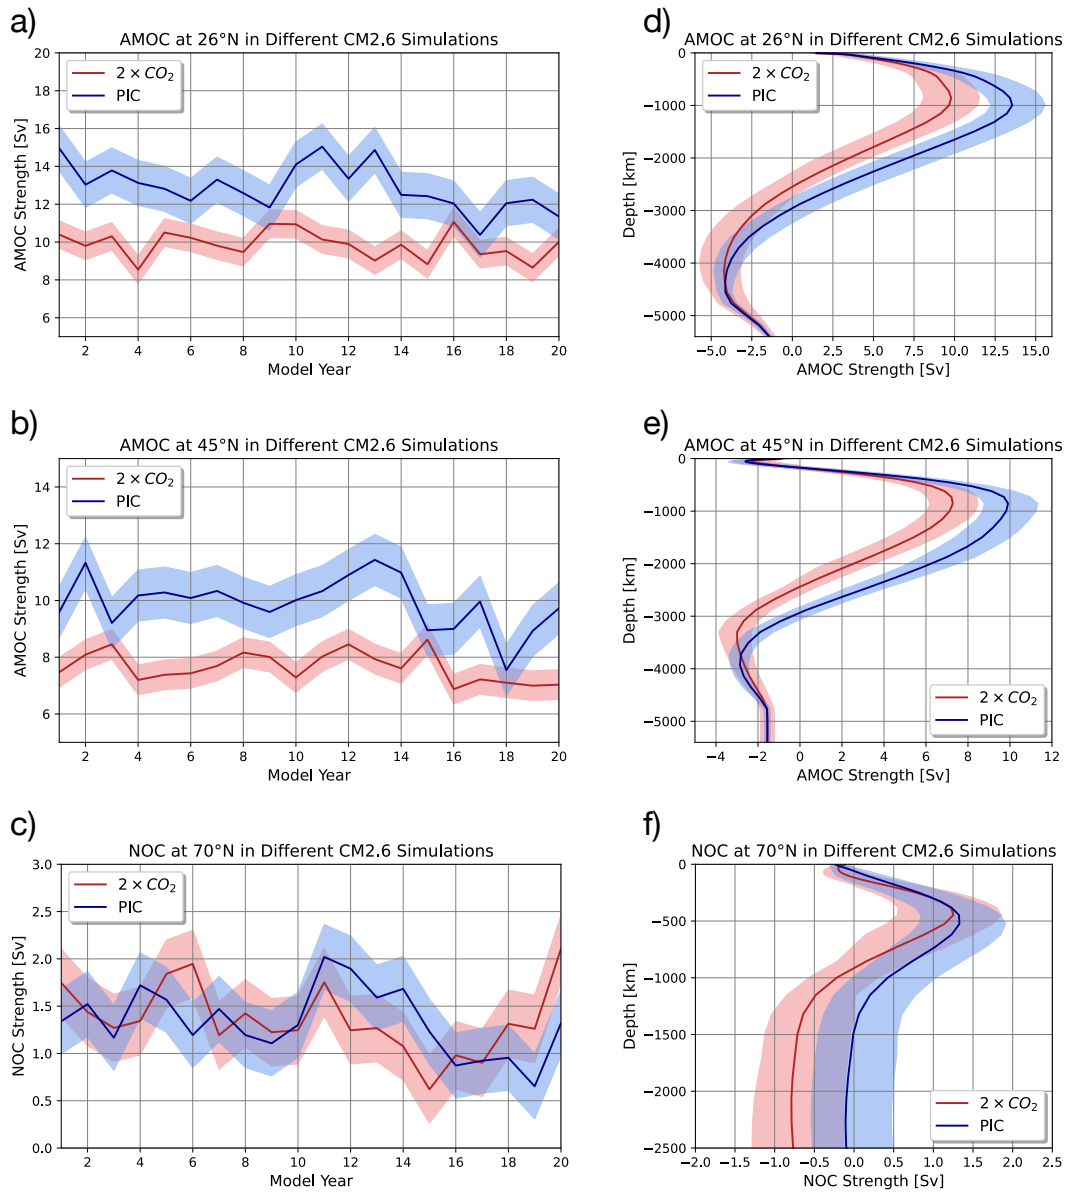 a)
AMOC at 26°N in Different CM2.6 Simulations
AMOC Strength [Sv]
20
18
16
14
12
10
8
6
2 × CO₂
PIC
2 4 6 8 10 12 14 16 18 20
Model Year
d)
AMOC at 26°N in Different CM2.6 Simulations
Depth [km]
0
−1000
−2000
−3000
−4000
−5000
2 × CO₂
PIC
−5.0 −2.5 0.0 2.5 5.0 7.5 10.0 12.5 15.0
AMOC Strength [Sv]
b)
AMOC at 45°N in Different CM2.6 Simulations
AMOC Strength [Sv]
14
12
10
8
6
2 × CO₂
PIC
2 4 6 8 10 12 14 16 18 20
Model Year
e)
AMOC at 45°N in Different CM2.6 Simulations
Depth [km]
0
−1000
−2000
−3000
−4000
−5000
2 × CO₂
PIC
−4 −2 0 2 4 6 8 10 12
AMOC Strength [Sv]
c)
NOC at 70°N in Different CM2.6 Simulations
NOC Strength [Sv]
3.0
2.5
2.0
1.5
1.0
0.5
0.0
2 × CO₂
PIC
2 4 6 8 10 12 14 16 18 20
Model Year
f)
NOC at 70°N in Different CM2.6 Simulations
Depth [km]
0
−500
−1000
−1500
−2000
−2500
2 × CO₂
PIC
−2.0 −1.5 −1.0 −0.5 0.0 0.5 1.0 1.5 2.0 2.5
NOC Strength [Sv]